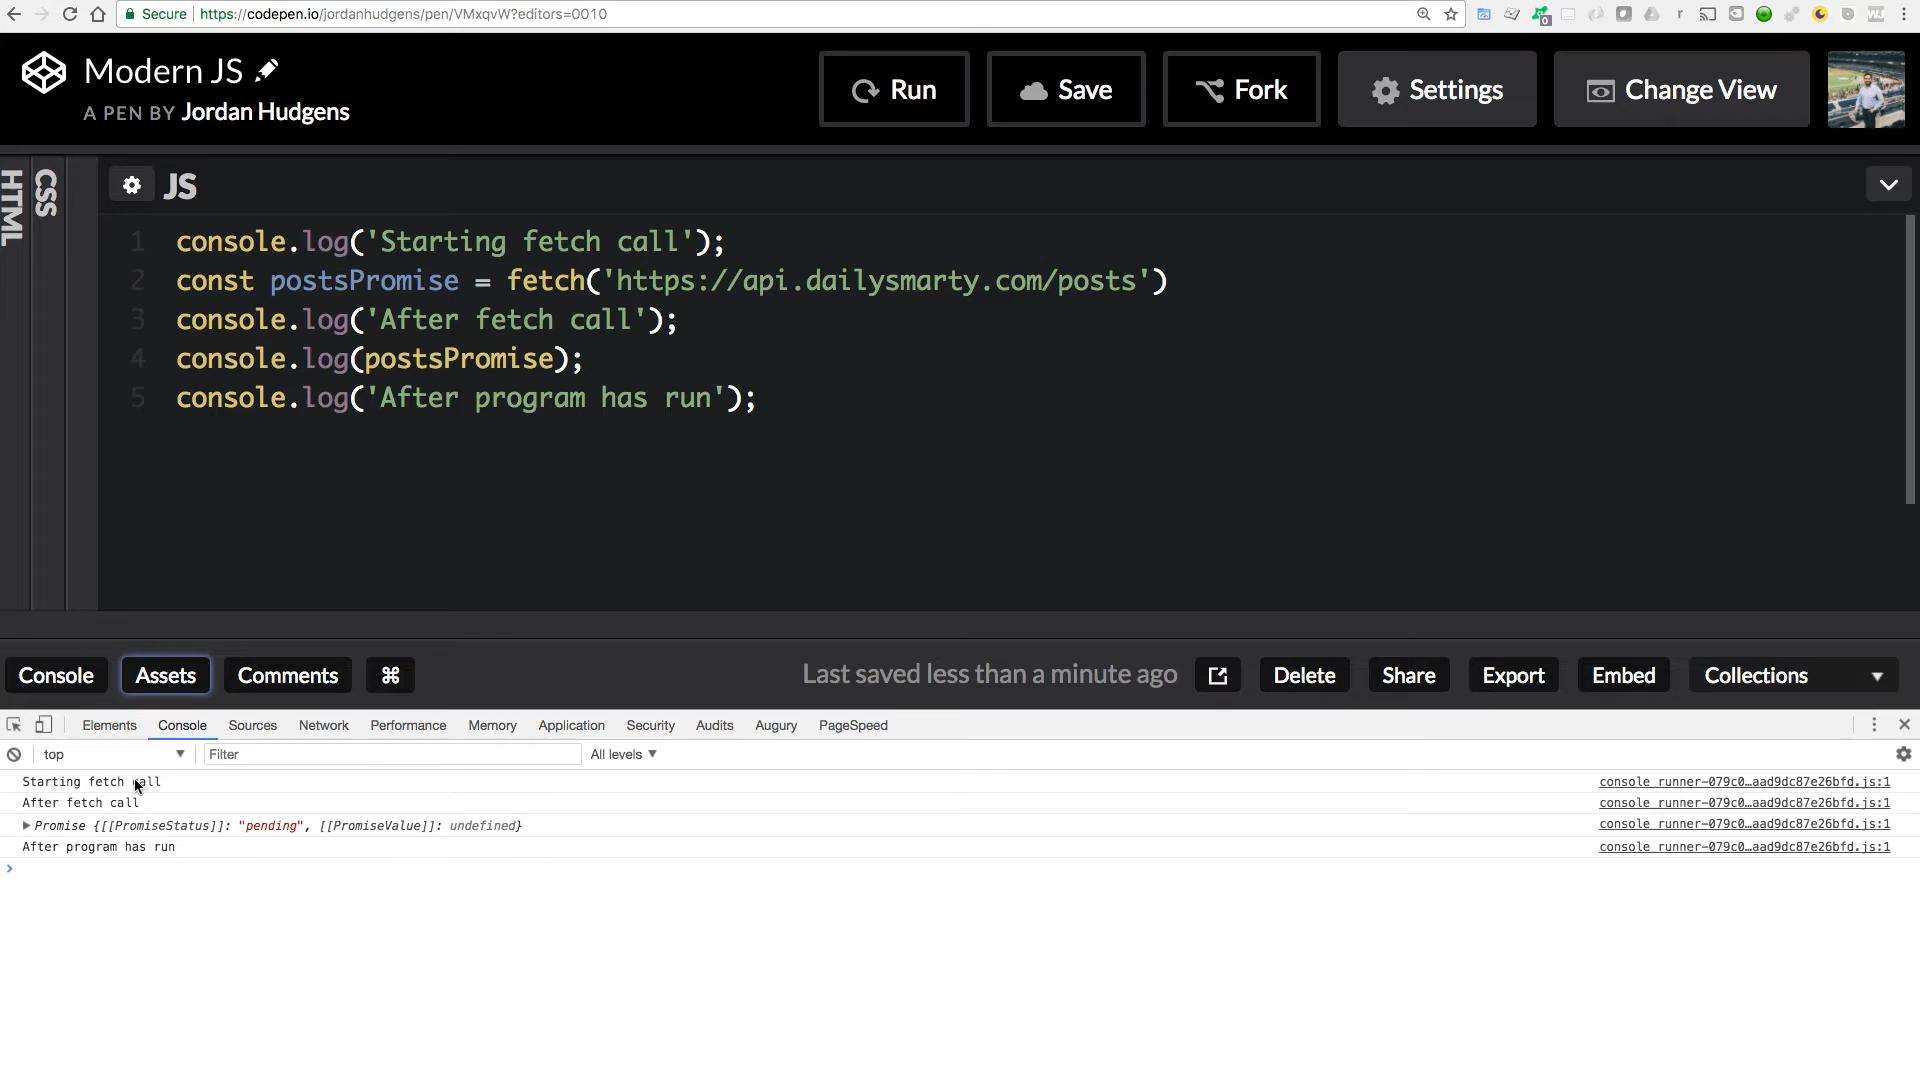 Secure https://codepen.io/jordanhudgens/pen/VMxqvW?editors=0010
Modern JS
A PEN BY Jordan Hudgens
Run
Save
Fork
Settings
Change View
HTML
CSS
JS
1 console.log('Starting fetch call');
2 const postsPromise = fetch('https://api.dailysmarty.com/posts')
3 console.log('After fetch call');
4 console.log(postsPromise);
5 console.log('After program has run');
Console Assets Comments ⌘ Last saved less than a minute ago Delete Share Export Embed Collections ▼
Elements Console Sources Network Performance Memory Application Security Audits Augury PageSpeed
top ▼ Filter All levels ▼
Starting fetch call console_runner-079c0…aad9dc87e26bfd.js:1
After fetch call console_runner-079c0…aad9dc87e26bfd.js:1
▶ Promise {[[PromiseStatus]]: "pending", [[PromiseValue]]: undefined} console_runner-079c0…aad9dc87e26bfd.js:1
After program has run console_runner-079c0…aad9dc87e26bfd.js:1
>